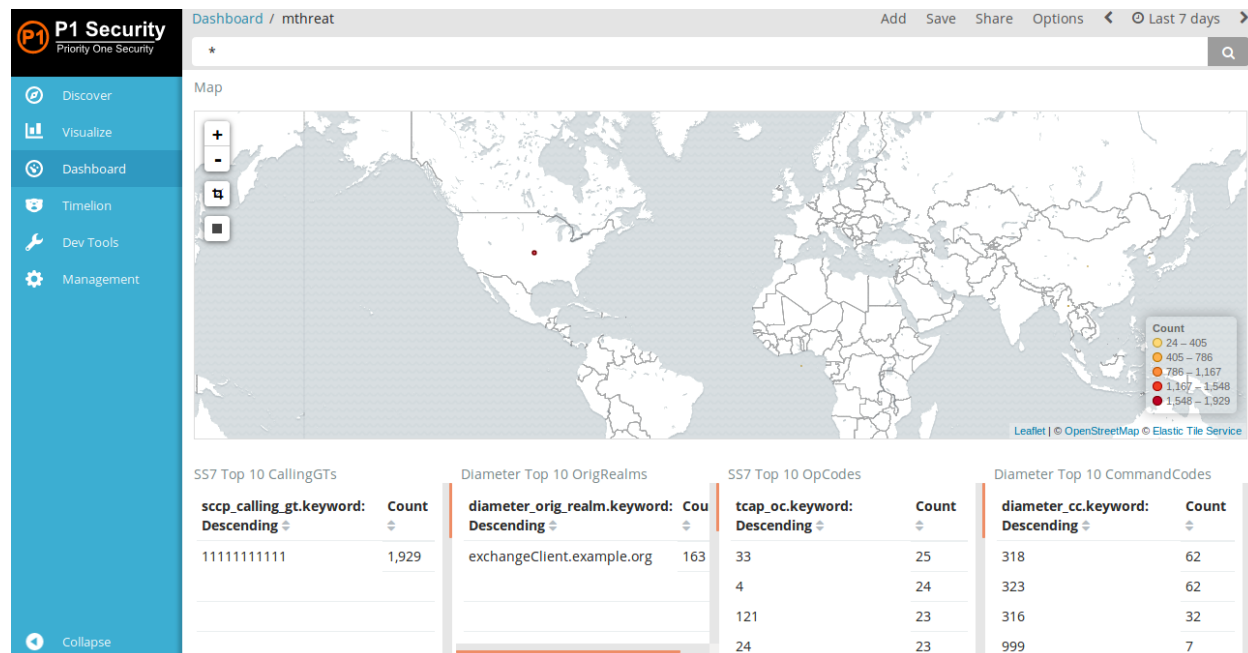 P1 P1 Security
Priority One Security
Dashboard / mthreat
Add Save Share Options Last 7 days
*
Discover
Visualize
Dashboard
Timelion
Dev Tools
Management
Collapse
Map
+
-
Count
24 – 405
405 – 786
786 – 1,167
1,167 – 1,548
1,548 – 1,929
Leaflet | © OpenStreetMap © Elastic Tile Service
SS7 Top 10 CallingGTs
sccp_calling_gt.keyword: Count
Descending
11111111111 1,929
Diameter Top 10 OrigRealms
diameter_orig_realm.keyword: Cou
Descending
exchangeClient.example.org 163
SS7 Top 10 OpCodes
tcap_oc.keyword: Count
Descending
33 25
4 24
121 23
24 23
Diameter Top 10 CommandCodes
diameter_cc.keyword: Count
Descending
318 62
323 62
316 32
999 7